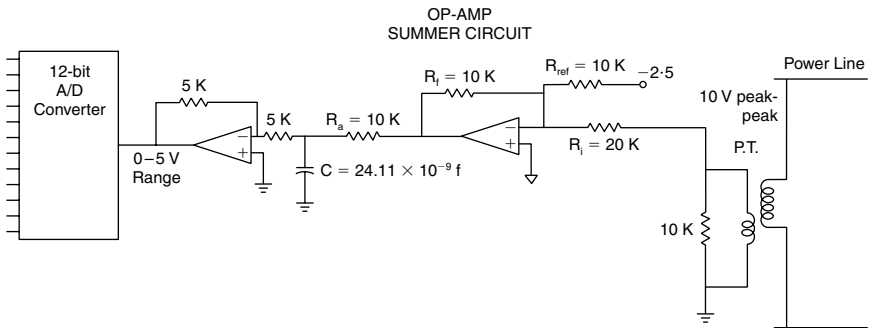 OP-AMP
SUMMER CIRCUIT
12-bit
A/D
Converter
5 K
0–5 V
Range
5 K
R_a = 10 K
C = 24.11 × 10⁻⁹ f
R_f = 10 K
R_ref = 10 K
−2·5
R_i = 20 K
10 V peak-
peak
P.T.
10 K
Power Line
−
+
−
+